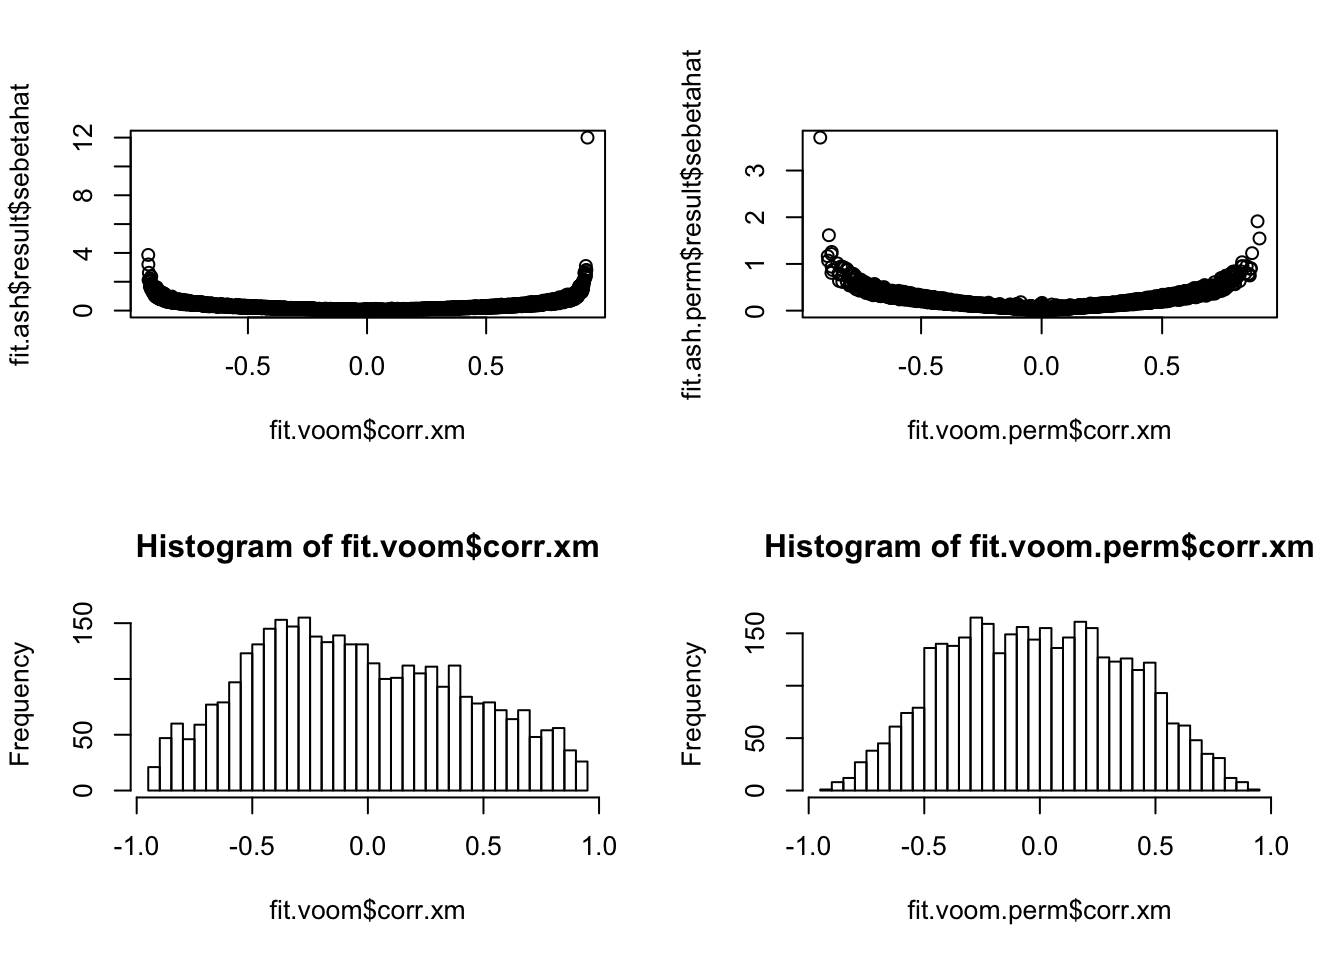 fit.ash$result$sebetahat
12
8
4
0
-0.5 0.0 0.5
fit.voom$corr.xm
fit.ash.perm$result$sebetahat
3
2
1
0
-0.5 0.0 0.5
fit.voom.perm$corr.xm
Histogram of fit.voom$corr.xm
Frequency
150
50
0
-1.0 -0.5 0.0 0.5 1.0
fit.voom$corr.xm
Histogram of fit.voom.perm$corr.xm
Frequency
150
50
0
-1.0 -0.5 0.0 0.5 1.0
fit.voom.perm$corr.xm